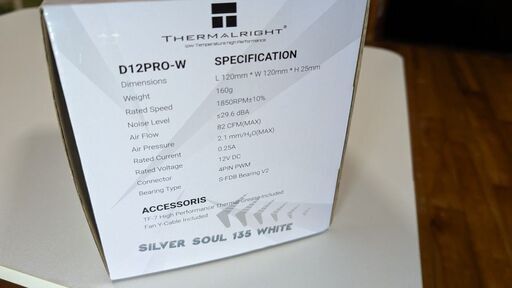 THERMALRIGHT®
low Temperature high Performance
D12PRO-W SPECIFICATION
Dimensions L 120mm * W 120mm * H 25mm
Weight 160g
Rated Speed 1850RPM±10%
Noise Level ≤29.6 dBA
Air Flow 82 CFM(MAX)
Air Pressure 2.1 mm/H₂O(MAX)
Rated Current 0.25A
Rated Voltage 12V DC
Connector 4PIN PWM
Bearing Type S-FDB Bearing V2
ACCESSORIS
TF-7 High Performance Thermal Grease Included
Fan Y-Cable Included
SILVER SOUL 135 WHITE